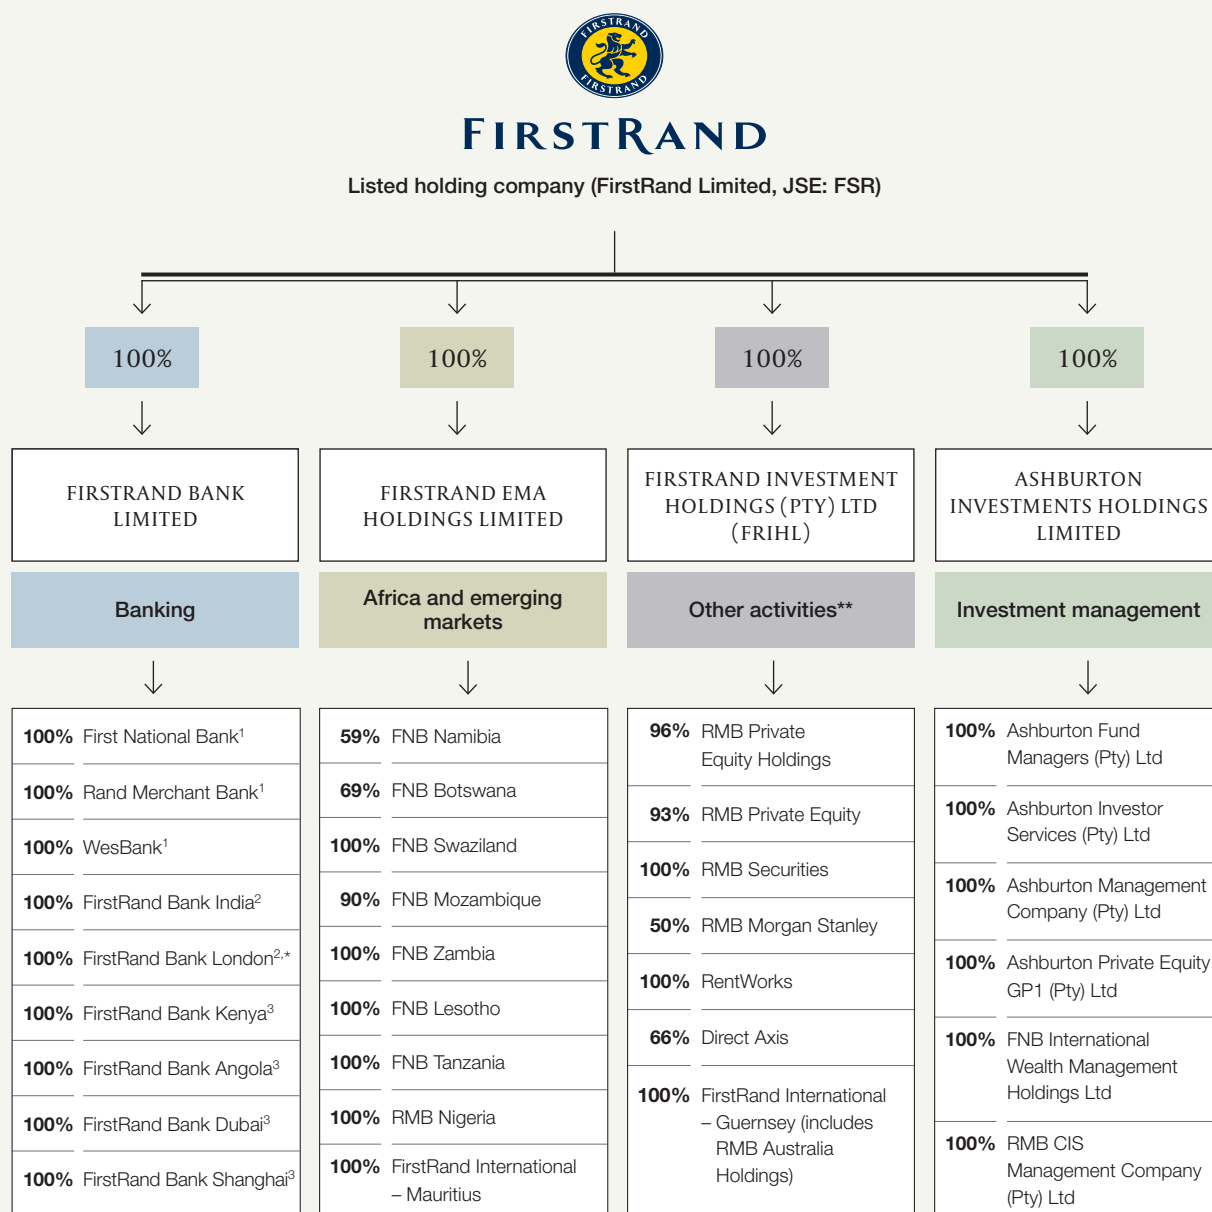 FIRSTRAND
FIRSTRAND
FIRSTRAND
Listed holding company (FirstRand Limited, JSE: FSR)
100%
100%
100%
100%
FIRSTRAND BANK
LIMITED
FIRSTRAND EMA
HOLDINGS LIMITED
FIRSTRAND INVESTMENT
HOLDINGS (PTY) LTD
(FRIHL)
ASHBURTON
INVESTMENTS HOLDINGS
LIMITED
Banking
Africa and emerging
markets
Other activities**
Investment management
100% First National Bank¹
100% Rand Merchant Bank¹
100% WesBank¹
100% FirstRand Bank India²
100% FirstRand Bank London²,*
100% FirstRand Bank Kenya³
100% FirstRand Bank Angola³
100% FirstRand Bank Dubai³
100% FirstRand Bank Shanghai³
59% FNB Namibia
69% FNB Botswana
100% FNB Swaziland
90% FNB Mozambique
100% FNB Zambia
100% FNB Lesotho
100% FNB Tanzania
100% RMB Nigeria
100% FirstRand International
– Mauritius
96% RMB Private
Equity Holdings
93% RMB Private Equity
100% RMB Securities
50% RMB Morgan Stanley
100% RentWorks
66% Direct Axis
100% FirstRand International
– Guernsey (includes
RMB Australia
Holdings)
100% Ashburton Fund
Managers (Pty) Ltd
100% Ashburton Investor
Services (Pty) Ltd
100% Ashburton Management
Company (Pty) Ltd
100% Ashburton Private Equity
GP1 (Pty) Ltd
100% FNB International
Wealth Management
Holdings Ltd
100% RMB CIS
Management Company
(Pty) Ltd